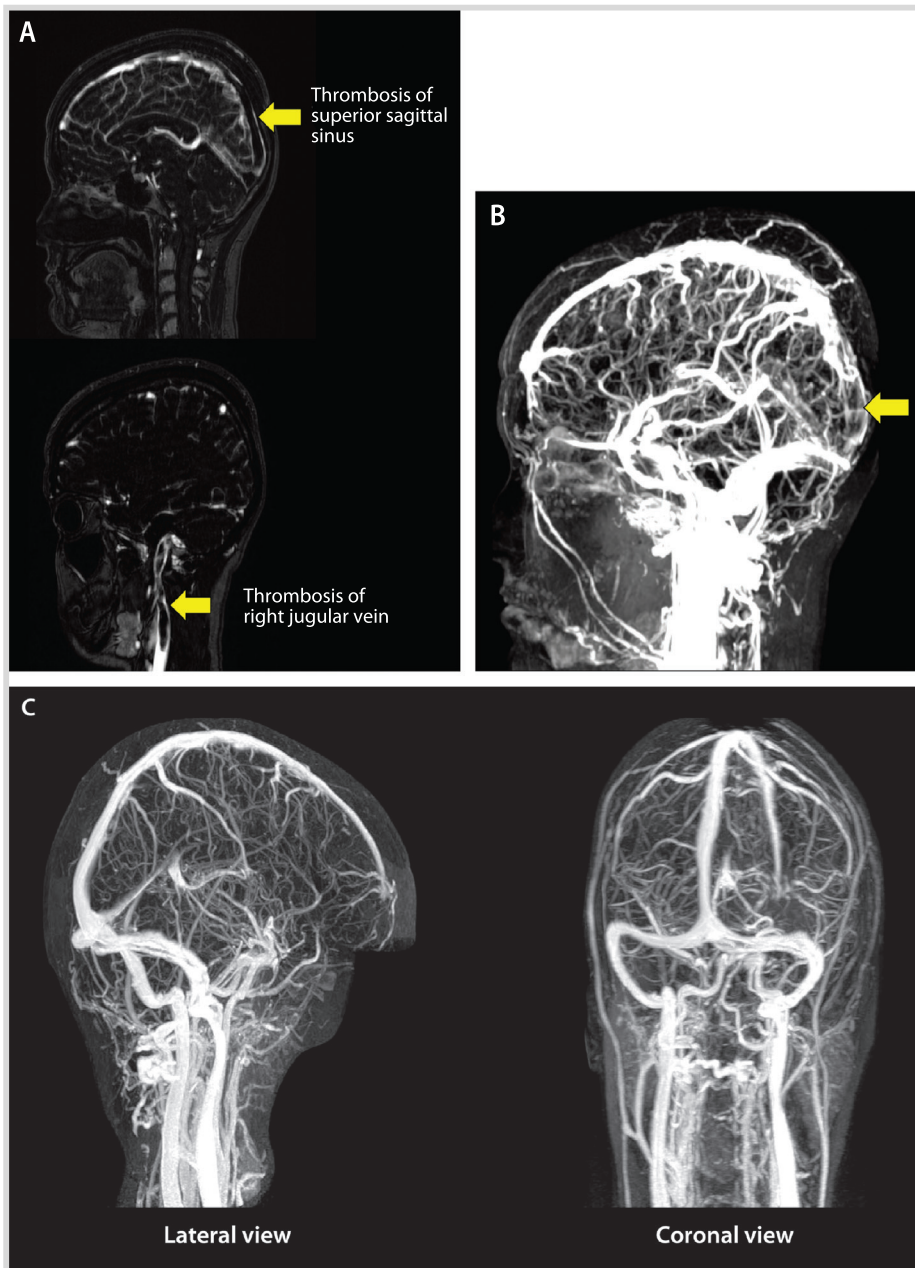 A
Thrombosis of
superior sagittal
sinus
B
Thrombosis of
right jugular vein
C
Lateral view
Coronal view